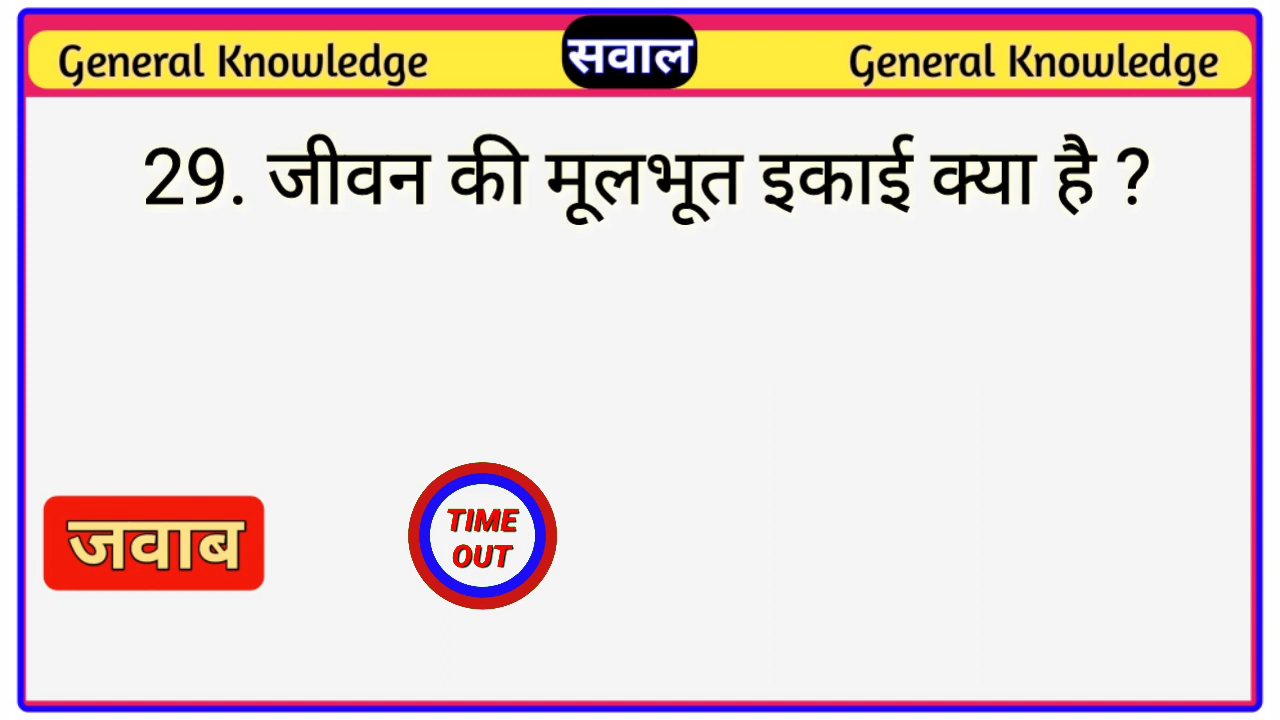 General Knowledge सवाल General Knowledge
29. जीवन की मूलभूत इकाई क्या है ?
जवाब
TIME
OUT